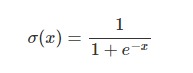 σ(x) = 1 / (1 + e^{-x})